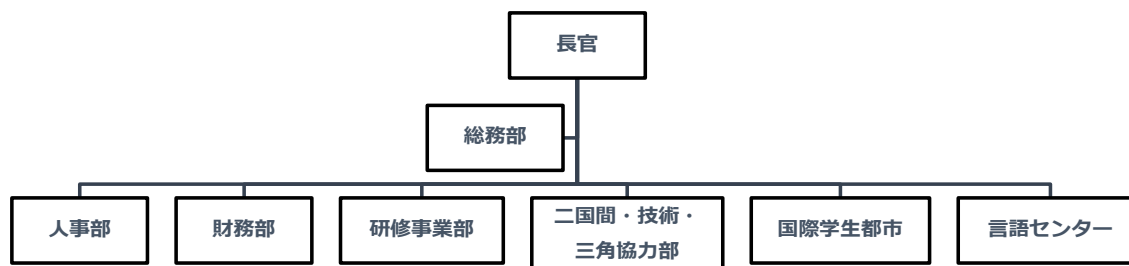 長官
総務部
人事部
財務部
研修事業部
二国間・技術・
三角協力部
国際学生都市
言語センター